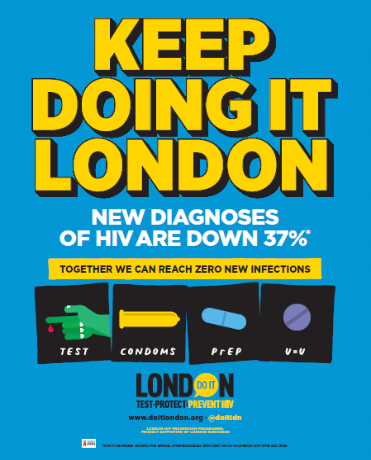 KEEP
DOING IT
LONDON
NEW DIAGNOSES
OF HIV ARE DOWN 37%*
TOGETHER WE CAN REACH ZERO NEW INFECTIONS
TEST
CONDOMS
PrEP
U=U
LONDON
DO IT
TEST·PROTECT·PREVENT HIV
www.doitlondon.org · @doitldn
LONDON HIV PREVENTION PROGRAMME.
PROUDLY SUPPORTED BY LONDON BOROUGHS